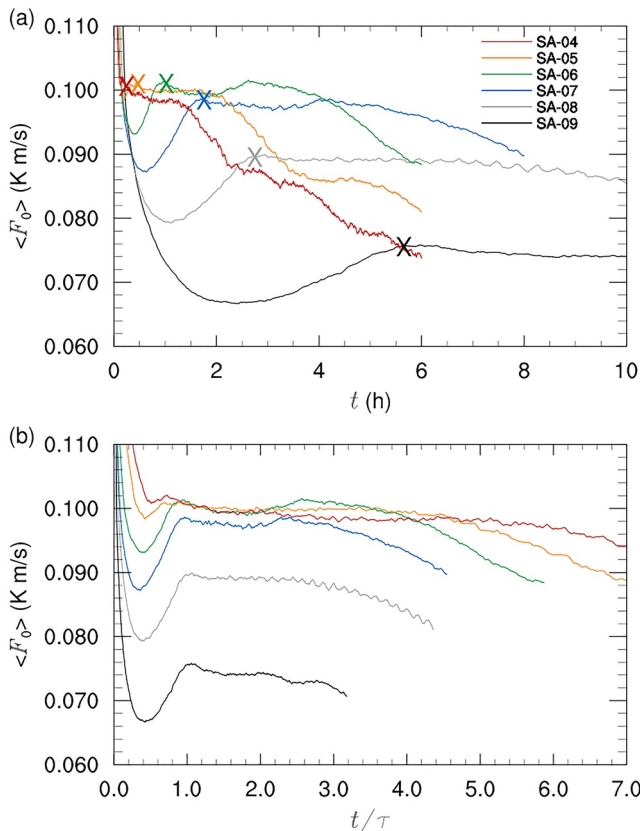 (a)
0.110
0.100
0.090
0.080
0.070
0.060
<F₀> (K m/s)
SA-04
SA-05
SA-06
SA-07
SA-08
SA-09
0 2 4 6 8 10
t (h)
(b)
0.110
0.100
0.090
0.080
0.070
0.060
<F₀> (K m/s)
0.0 1.0 2.0 3.0 4.0 5.0 6.0 7.0
t/τ